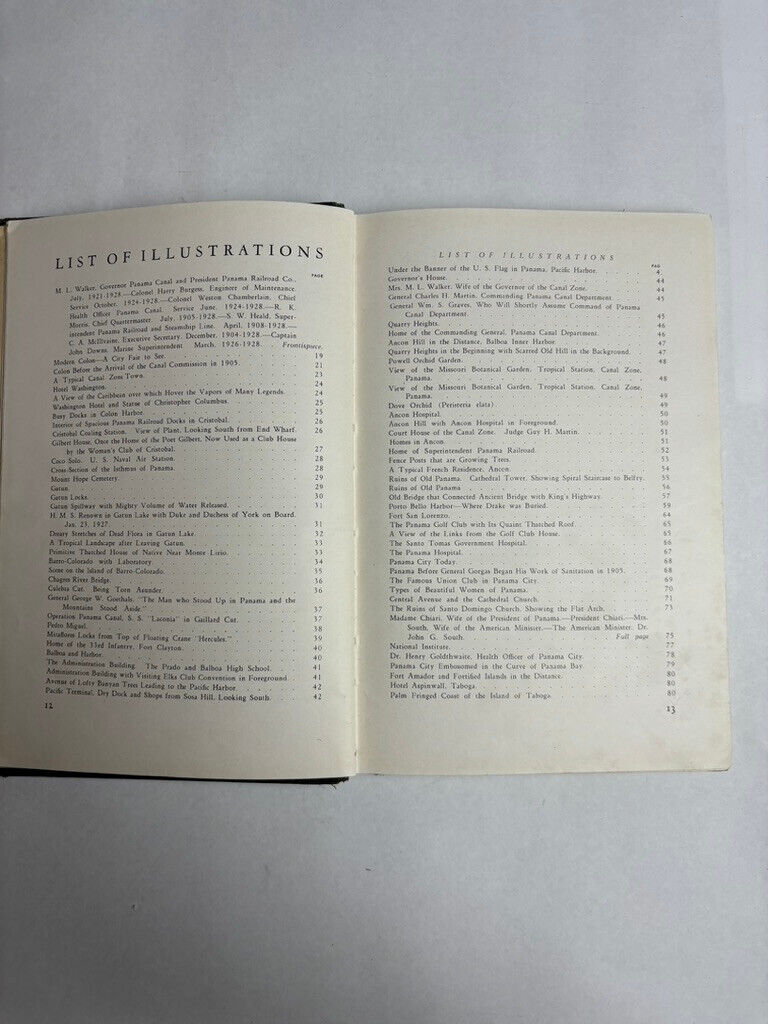 LIST OF ILLUSTRATIONS
PAGE
M. L. Walker, Governor Panama Canal and President Panama Railroad Co.,
July, 1921-1928.—Colonel Harry Burgess, Engineer of Maintenance.
Service October, 1924-1928.—Colonel Weston Chamberlain, Chief
Health Officer Panama Canal. Service June, 1924-1928.—R. K.
Morris, Chief Quartermaster. July, 1905-1928.—S. W. Heald, Super-
intendent Panama Railroad and Steamship Line. April, 1908-1928.—
C. A. McIlvaine, Executive Secretary. December, 1904-1928.—Captain
John Downs, Marine Superintendent. March, 1926-1928. Frontispiece.
Modern Colon—A City Fair to See. 19
Colon Before the Arrival of the Canal Commission in 1905. 21
A Typical Canal Zone Town. 23
Hotel Washington. 24
A View of the Caribbean over which Hover the Vapors of Many Legends. 24
Washington Hotel and Statue of Christopher Columbus. 25
Busy Docks in Colon Harbor. 25
Interior of Spacious Panama Railroad Docks in Cristobal. 26
Cristobal Coaling Station. View of Plant, Looking South from End Wharf. 26
Gilbert House, Once the Home of the Poet Gilbert, Now Used as a Club House
by the Woman's Club of Cristobal. 27
Coco Solo. U. S. Naval Air Station. 28
Cross-Section of the Isthmus of Panama. 28
Mount Hope Cemetery. 29
Gatun. 29
Gatun Locks. 30
Gatun Spillway with Mighty Volume of Water Released. 31
H. M. S. Renown in Gatun Lake with Duke and Duchess of York on Board.
Jan. 23, 1927. 31
Dreary Stretches of Dead Flora in Gatun Lake. 32
A Tropical Landscape after Leaving Gatun. 33
Primitive Thatched House of Native Near Monte Lirio. 33
Barro-Colorado with Laboratory. 34
Scene on the Island of Barro-Colorado. 35
Chagres River Bridge. 36
Culebra Cut. Being Torn Asunder. 36
General George W. Goethals. "The Man who Stood Up in Panama and the
Mountains Stood Aside." 37
Operation Panama Canal, S. S. "Laconia" in Gaillard Cut. 37
Pedro Miguel. 38
Miraflores Locks from Top of Floating Crane "Hercules." 39
Home of the 33rd Infantry, Fort Clayton. 40
Balboa and Harbor. 40
The Administration Building. The Prado and Balboa High School. 41
Administration Building with Visiting Elks Club Convention in Foreground. 41
Avenue of Lofty Banyan Trees Leading to the Pacific Harbor. 42
Pacific Terminal, Dry Dock and Shops from Sosa Hill, Looking South. 42
12
LIST OF ILLUSTRATIONS
PAG
Under the Banner of the U. S. Flag in Panama, Pacific Harbor. 4
Governor's House. 44
Mrs. M. L. Walker, Wife of the Governor of the Canal Zone. 44
General Charles H. Martin, Commanding Panama Canal Department. 45
General Wm. S. Graves, Who Will Shortly Assume Command of Panama
Canal Department. 45
Quarry Heights. 46
Home of the Commanding General, Panama Canal Department. 46
Ancon Hill in the Distance, Balboa Inner Harbor. 47
Quarry Heights in the Beginning with Scarred Old Hill in the Background. 47
Powell Orchid Garden. 48
View of the Missouri Botanical Garden, Tropical Station, Canal Zone,
Panama. 48
View of the Missouri Botanical Garden, Tropical Station, Canal Zone,
Panama. 49
Dove Orchid (Peristeria elata). 49
Ancon Hospital. 50
Ancon Hill with Ancon Hospital in Foreground. 50
Court House of the Canal Zone. Judge Guy H. Martin. 51
Homes in Ancon. 51
Home of Superintendent Panama Railroad. 52
Fence Posts that are Growing Trees. 53
A Typical French Residence, Ancon. 54
Ruins of Old Panama. Cathedral Tower, Showing Spiral Staircase to Belfry. 55
Ruins of Old Panama 56
Old Bridge that Connected Ancient Bridge with King's Highway. 57
Porto Bello Harbor—Where Drake was Buried. 59
Fort San Lorenzo. 64
The Panama Golf Club with Its Quaint Thatched Roof. 65
A View of the Links from the Golf Club House. 65
The Santo Tomas Government Hospital. 66
The Panama Hospital. 67
Panama City Today. 68
Panama Before General Gorgas Began His Work of Sanitation in 1905. 68
The Famous Union Club in Panama City. 69
Types of Beautiful Women of Panama. 70
Central Avenue and the Cathedral Church. 71
The Ruins of Santo Domingo Church, Showing the Flat Arch. 73
Madame Chiari, Wife of the President of Panama.—President Chiari.—Mrs.
South, Wife of the American Minister.—The American Minister, Dr.
John G. South. Full page 75
National Institute. 77
Dr. Henry Goldthwaite, Health Officer of Panama City. 78
Panama City Embosomed in the Curve of Panama Bay. 79
Fort Amador and Fortified Islands in the Distance. 80
Hotel Aspinwall, Taboga. 80
Palm Fringed Coast of the Island of Taboga. 80
13